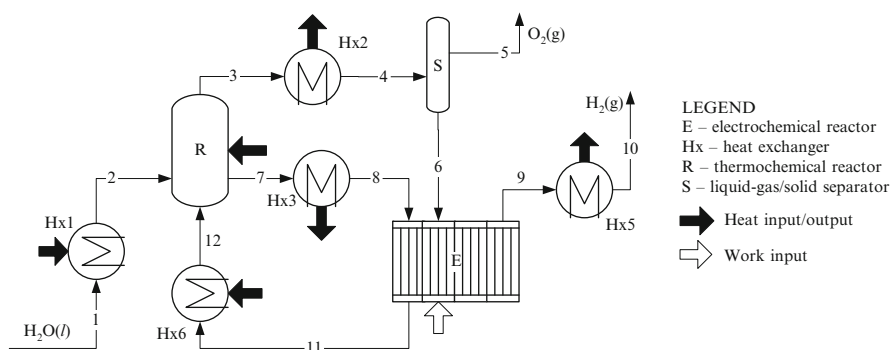 Hx2
O2(g)
S
3
4
5
H2(g)
R
6
9
10
2
7
8
Hx3
Hx5
Hx1
12
E
1
Hx6
H2O(l)
11
LEGEND
E – electrochemical reactor
Hx – heat exchanger
R – thermochemical reactor
S – liquid-gas/solid separator
Heat input/output
Work input